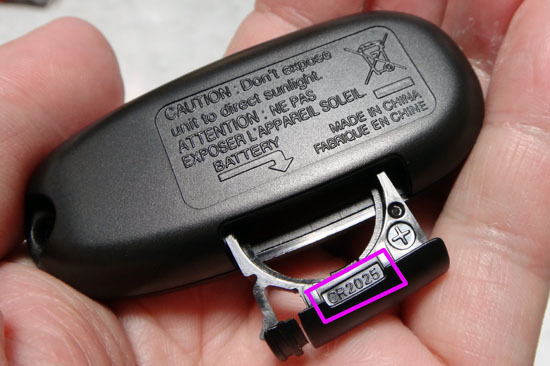 CAUTION : Don't expose
unit to direct sunlight.
ATTENTION : NE PAS
EXPOSER L'APPAREIL SOLEIL
BATTERY
MADE IN CHINA
FABRIQUE EN CHINE
CR2025